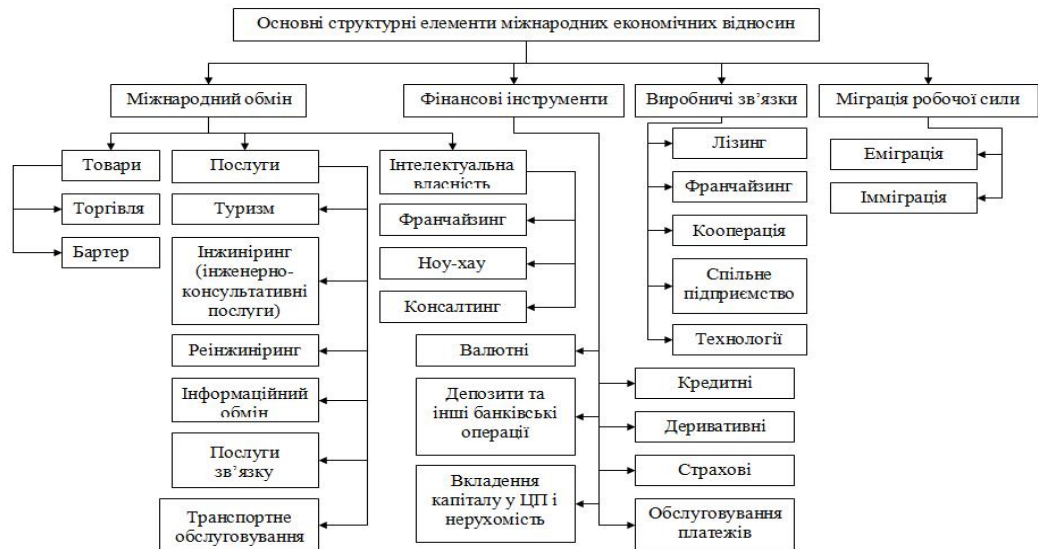 Основні структурні елементи міжнародних економічних відносин
Міжнародний обмін
Фінансові інструменти
Виробничі зв’язки
Міграція робочої сили
Товари
Торгівля
Бартер
Послуги
Туризм
Інжиніринг
(інженерно-
консультативні
послуги)
Реінжиніринг
Інформаційний
обмін
Послуги
зв’язку
Транспортне
обслуговування
Інтелектуальна
власність
Франчайзинг
Ноу-хау
Консалтинг
Валютні
Депозити та
інші банківські
операції
Вкладення
капіталу у ЦП і
нерухомість
Кредитні
Деривативні
Страхові
Обслуговування
платежів
Лізинг
Франчайзинг
Кооперація
Спільне
підприємство
Технології
Еміграція
Імміграція